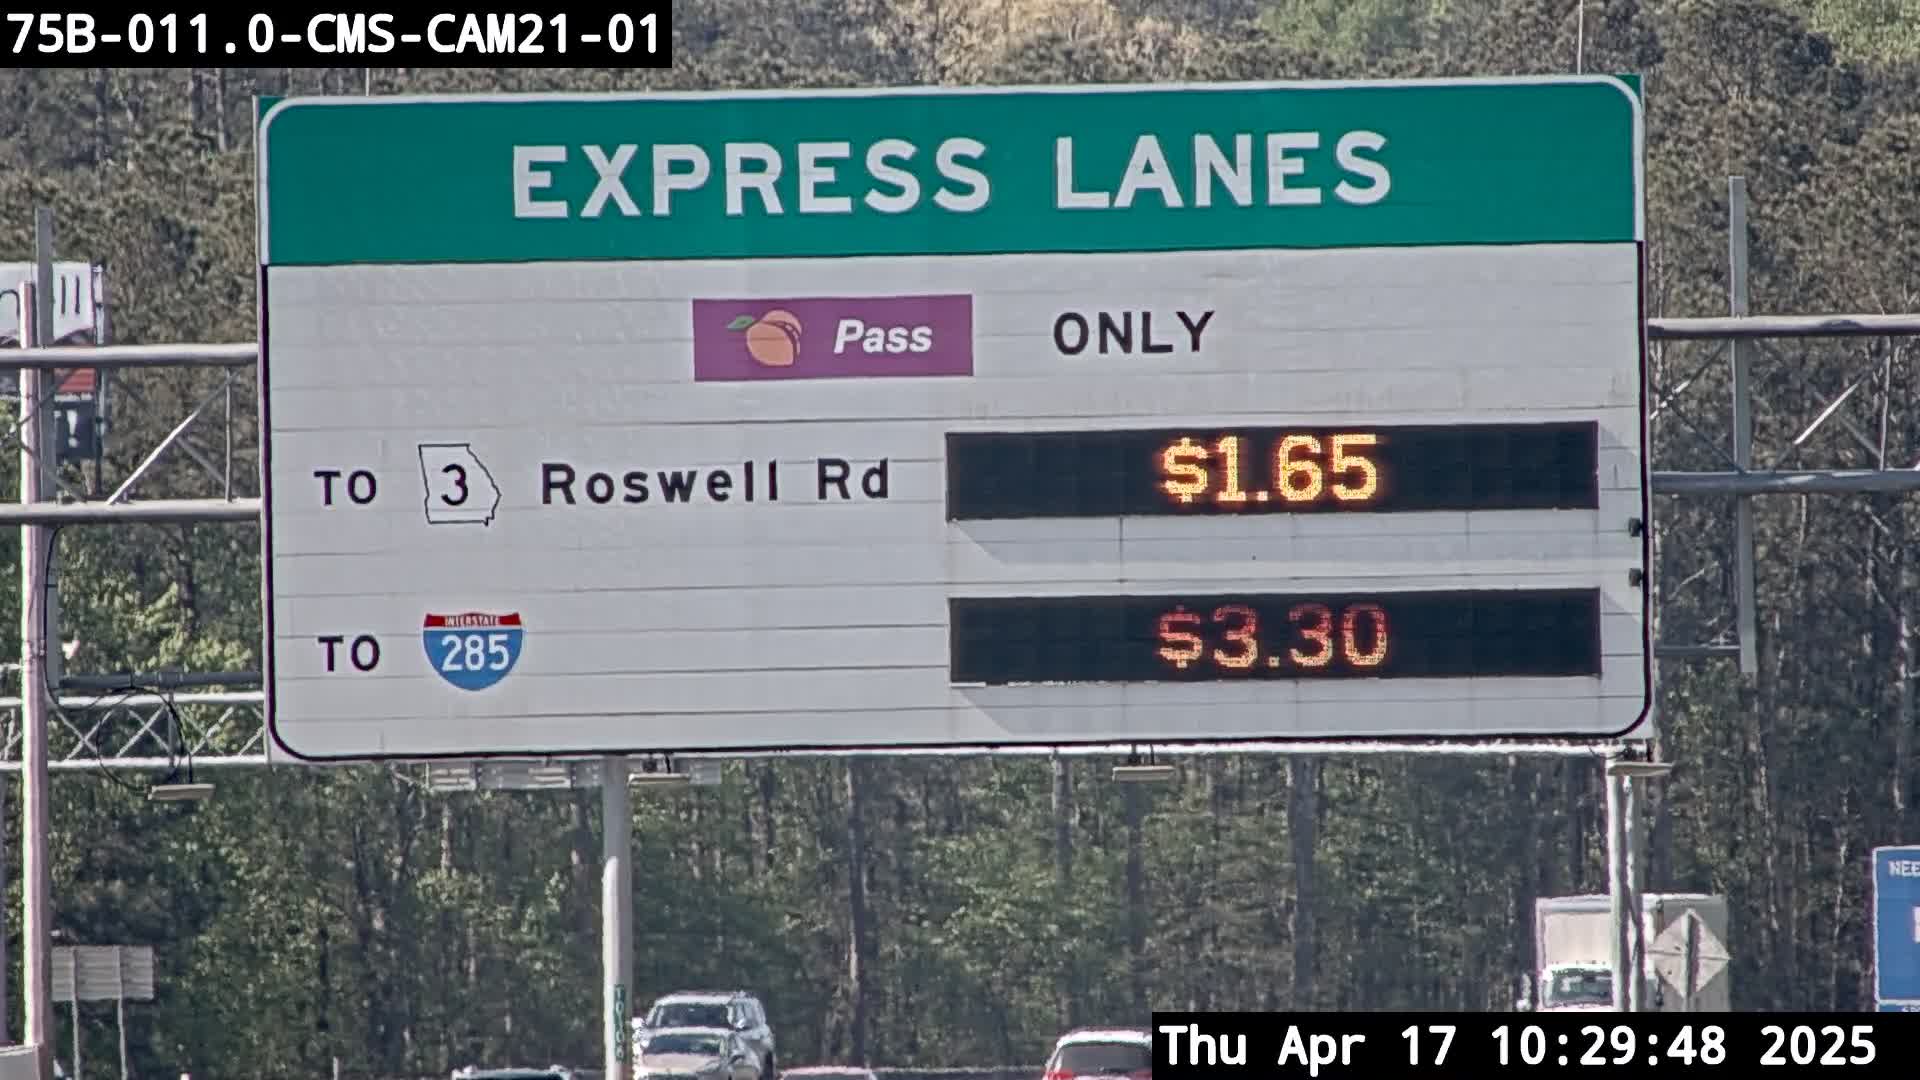 75B-011.0-CMS-CAM21-01
EXPRESS LANES
Pass ONLY
TO 3 Roswell Rd $1.65
INTERSTATE
TO 285 $3.30
NEE
Thu Apr 17 10:29:48 2025